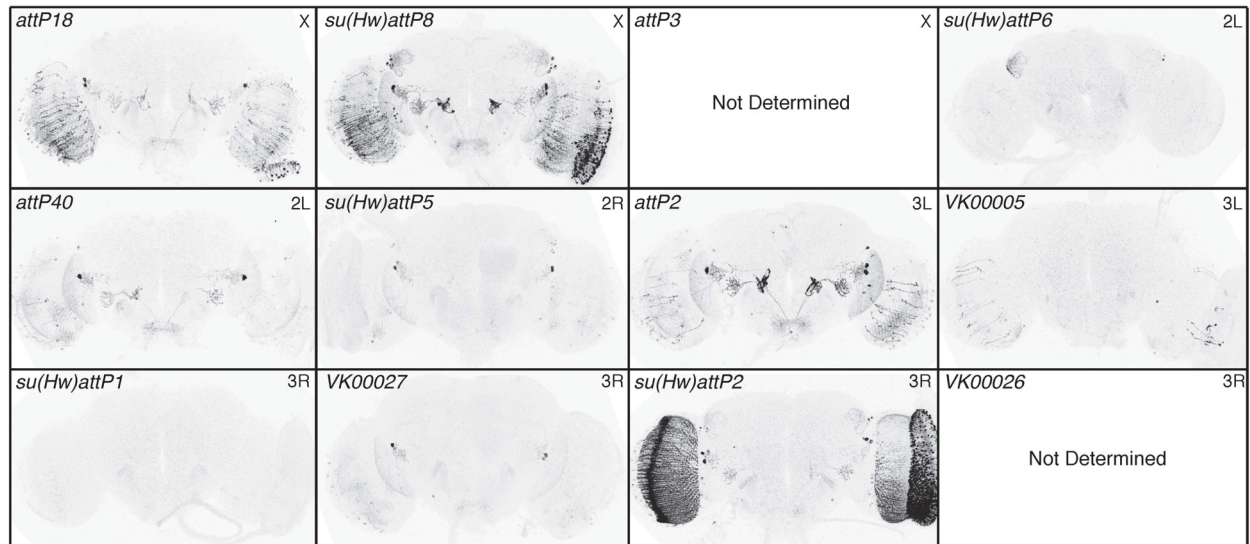 attP18 X
su(Hw)attP8 X
attP3 X
su(Hw)attP6 2L
Not Determined
attP40 2L
su(Hw)attP5 2R
attP2 3L
VK00005 3L
su(Hw)attP1 3R
VK00027 3R
su(Hw)attP2 3R
VK00026 3R
Not Determined